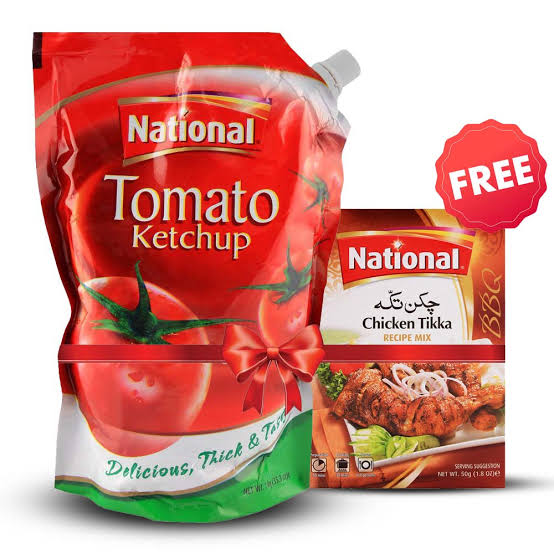 National
Tomato
Ketchup
Delicious, Thick & Tasty
FREE
National
چکن تکہ
Chicken Tikka
RECIPE MIX
BBQ
SERVING SUGGESTION
NET WT. 50g (1.8 OZ)e